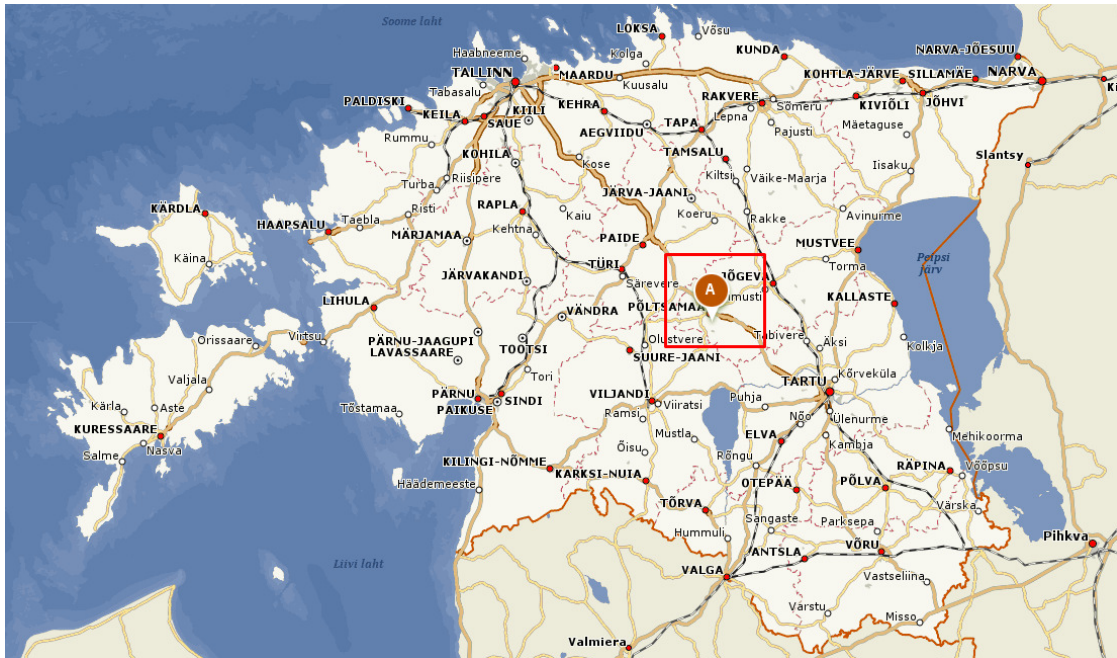 Soome laht
LOKSA
Võsu
Haabneeme
Kolga
KUNDA
NARVA-JÕESUU
TALLINN
MAARDU
KOHTLA-JÄRVE
SILLAMÄE
NARVA
Tabasalu
Kuusalu
PALDISKI
KIILI
KEHRA
RAKVERE
Sõmeru
KIVIÕLI
JÕHVI
KEILA
SAUE
Lepna
AEGVIIDU
TAPA
Pajusti
Mäetaguse
Rummu
KOHILA
Kose
TAMSALU
Iisaku
Slantsy
Riisipere
Turba
Kiltsi
Väike-Maarja
JÄRVA-JAANI
KÄRDLA
Risti
RAPLA
Kaiu
Koeru
Rakke
Avinurme
HAAPSALU
Taebla
MÄRJAMAA
Kehtna
PAIDE
MUSTVEE
Käina
TÜRI
Torma
Peipsi
järv
JÄRVAKANDI
Särevere
JÕGEVA
A
LIHULA
VÄNDRA
PÕLTSAMAA
KALLASTE
Virtsu
Orissaare
PÄRNU-JAAGUPI
LAVASSAARE
TOOTSI
Olustvere
Tabivere
Äksi
Kolkja
SUURE-JAANI
Tori
Valjala
Kõrveküla
TARTU
PÄRNU
SINDI
VILJANDI
Viiratsi
Puhja
Kärla
Aste
Tõstamaa
PAIKUSE
Ramsi
Nõo
Ülenurme
KURESSAARE
Nasva
Mustla
ELVA
Kambja
Mehikoorma
Salme
Õisu
Rõngu
KILINGI-NÕMME
KARKSI-NUIA
RÄPINA
Võõpsu
Häädemeeste
OTEPÄÄ
PÕLVA
TÕRVA
Värska
Sangaste
Parksepa
Hummuli
Pihkva
ANTSLA
VÕRU
Liivi laht
VALGA
Vastseliina
Värstu
Misso
Valmiera